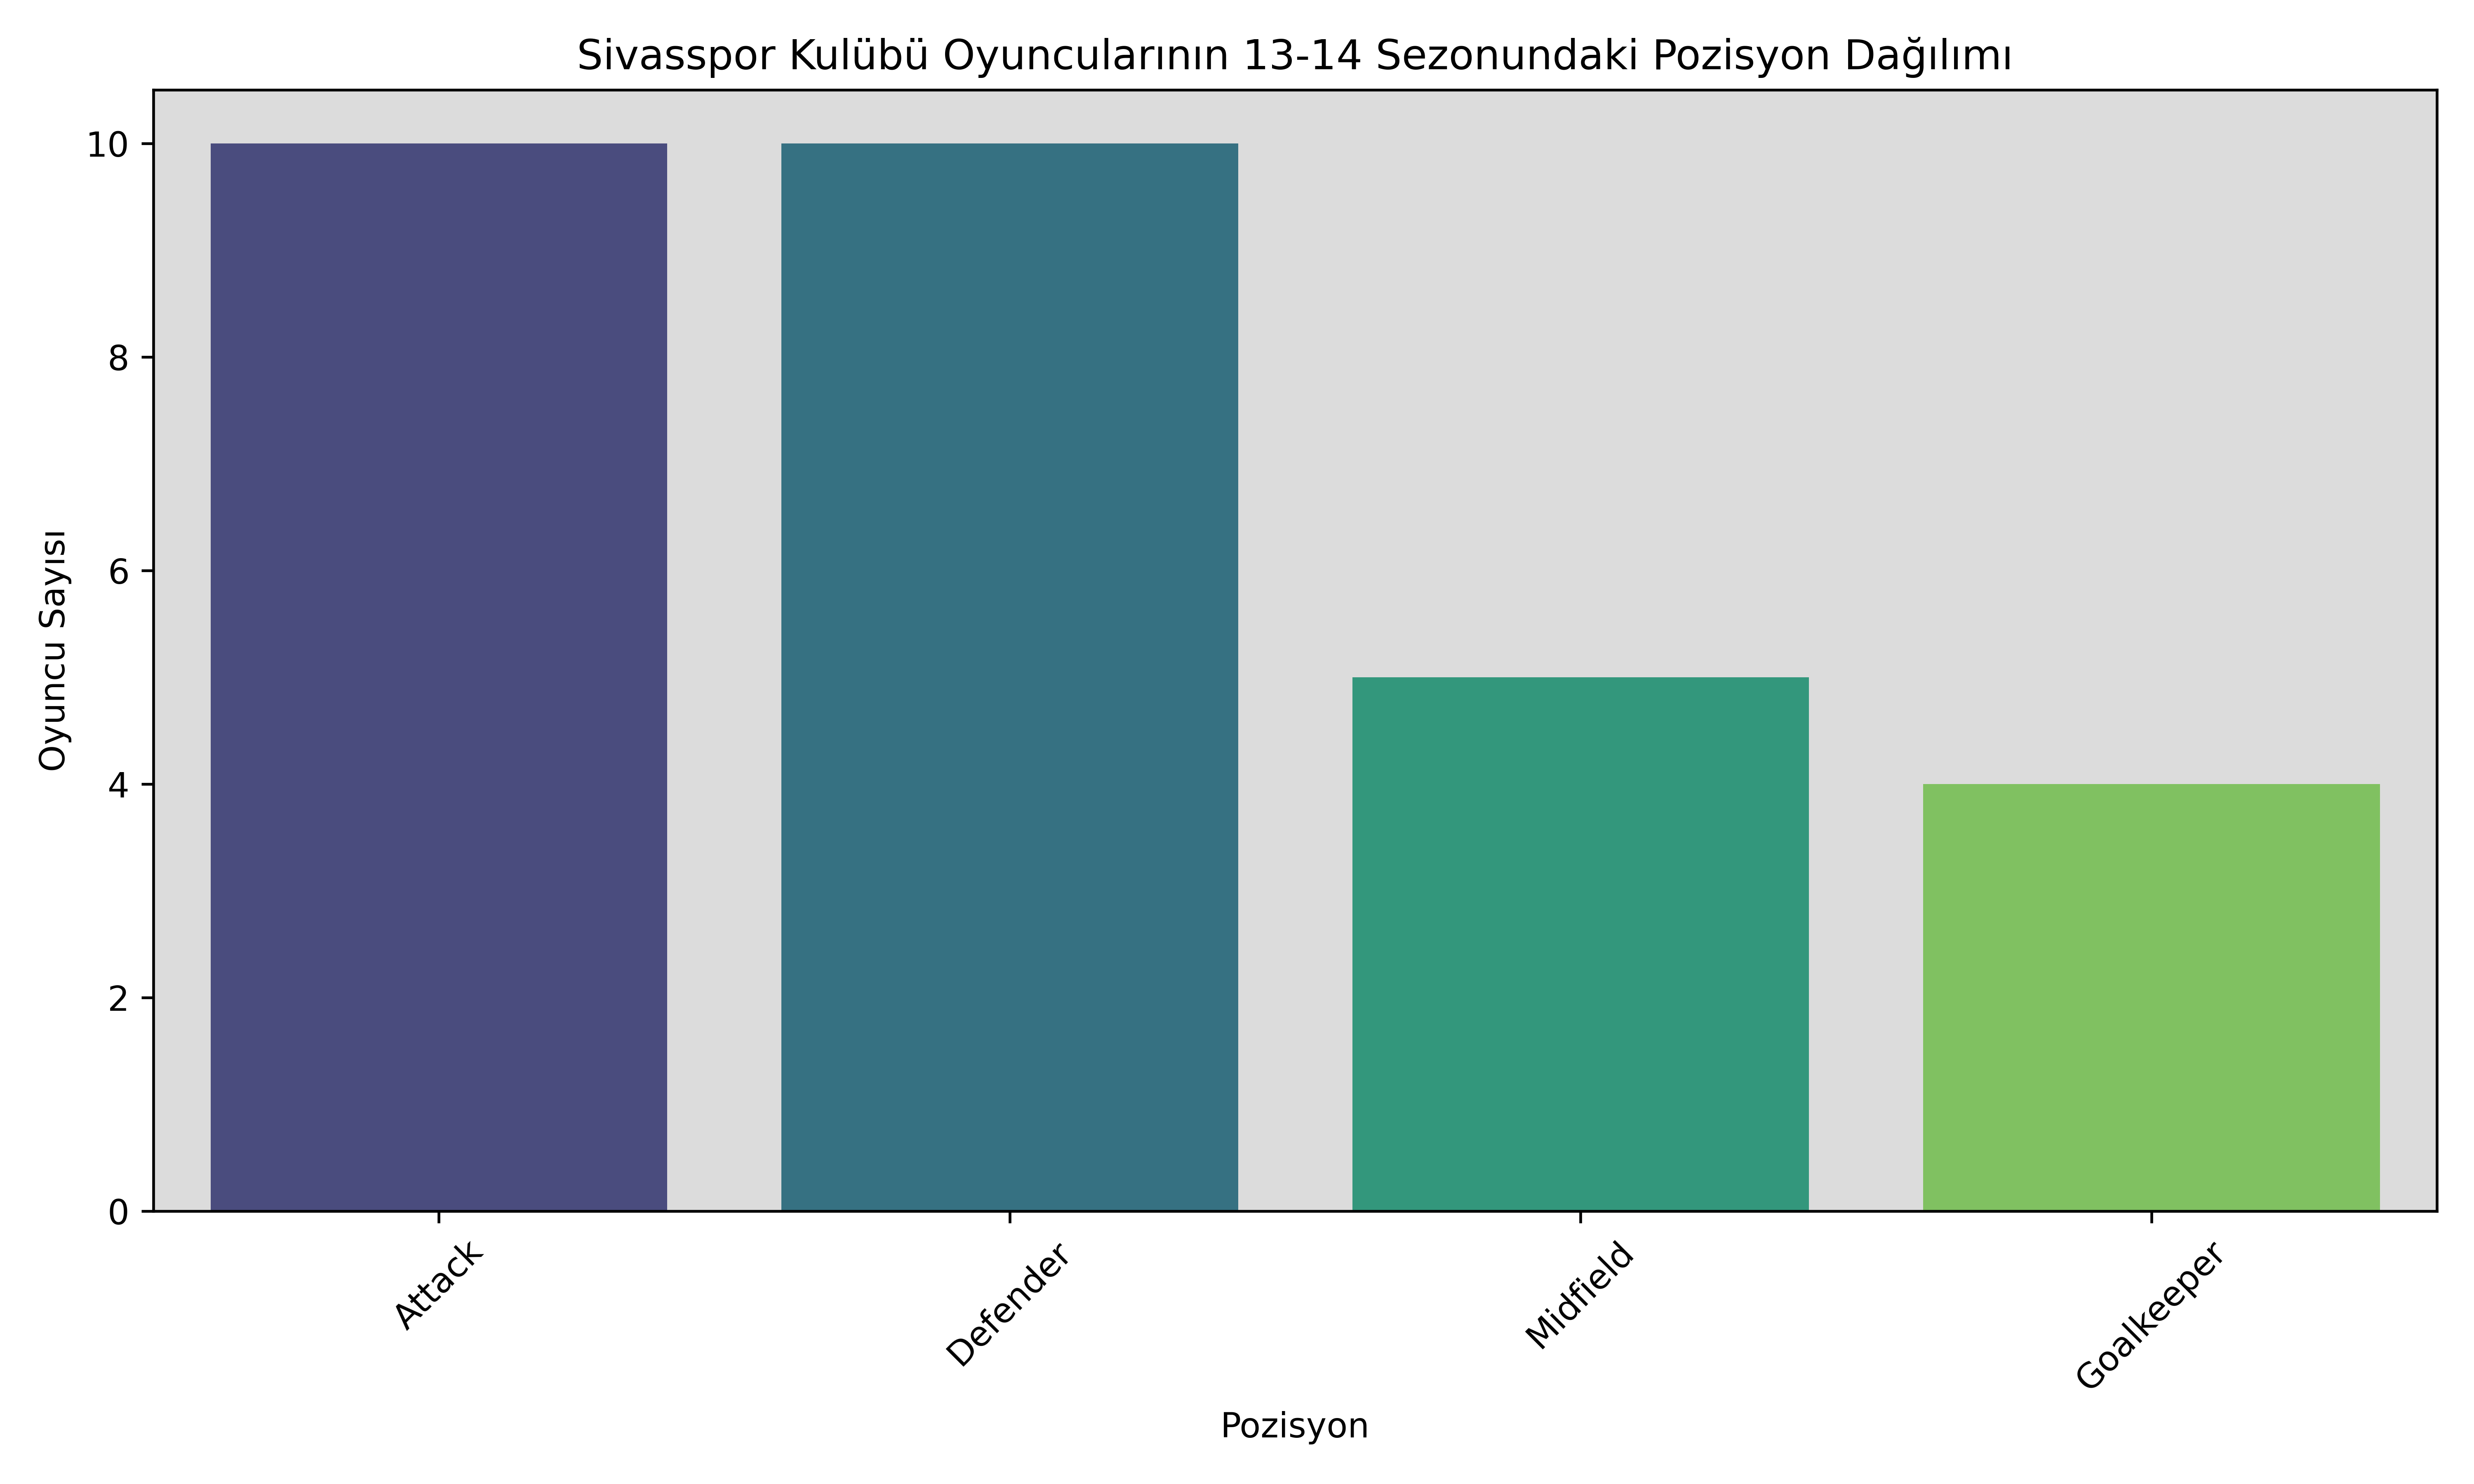 Sivasspor Kulübü Oyuncularının 13-14 Sezonundaki Pozisyon Dağılımı
Oyuncu Sayısı
10
8
6
4
2
0
Attack
Defender
Midfield
Goalkeeper
Pozisyon